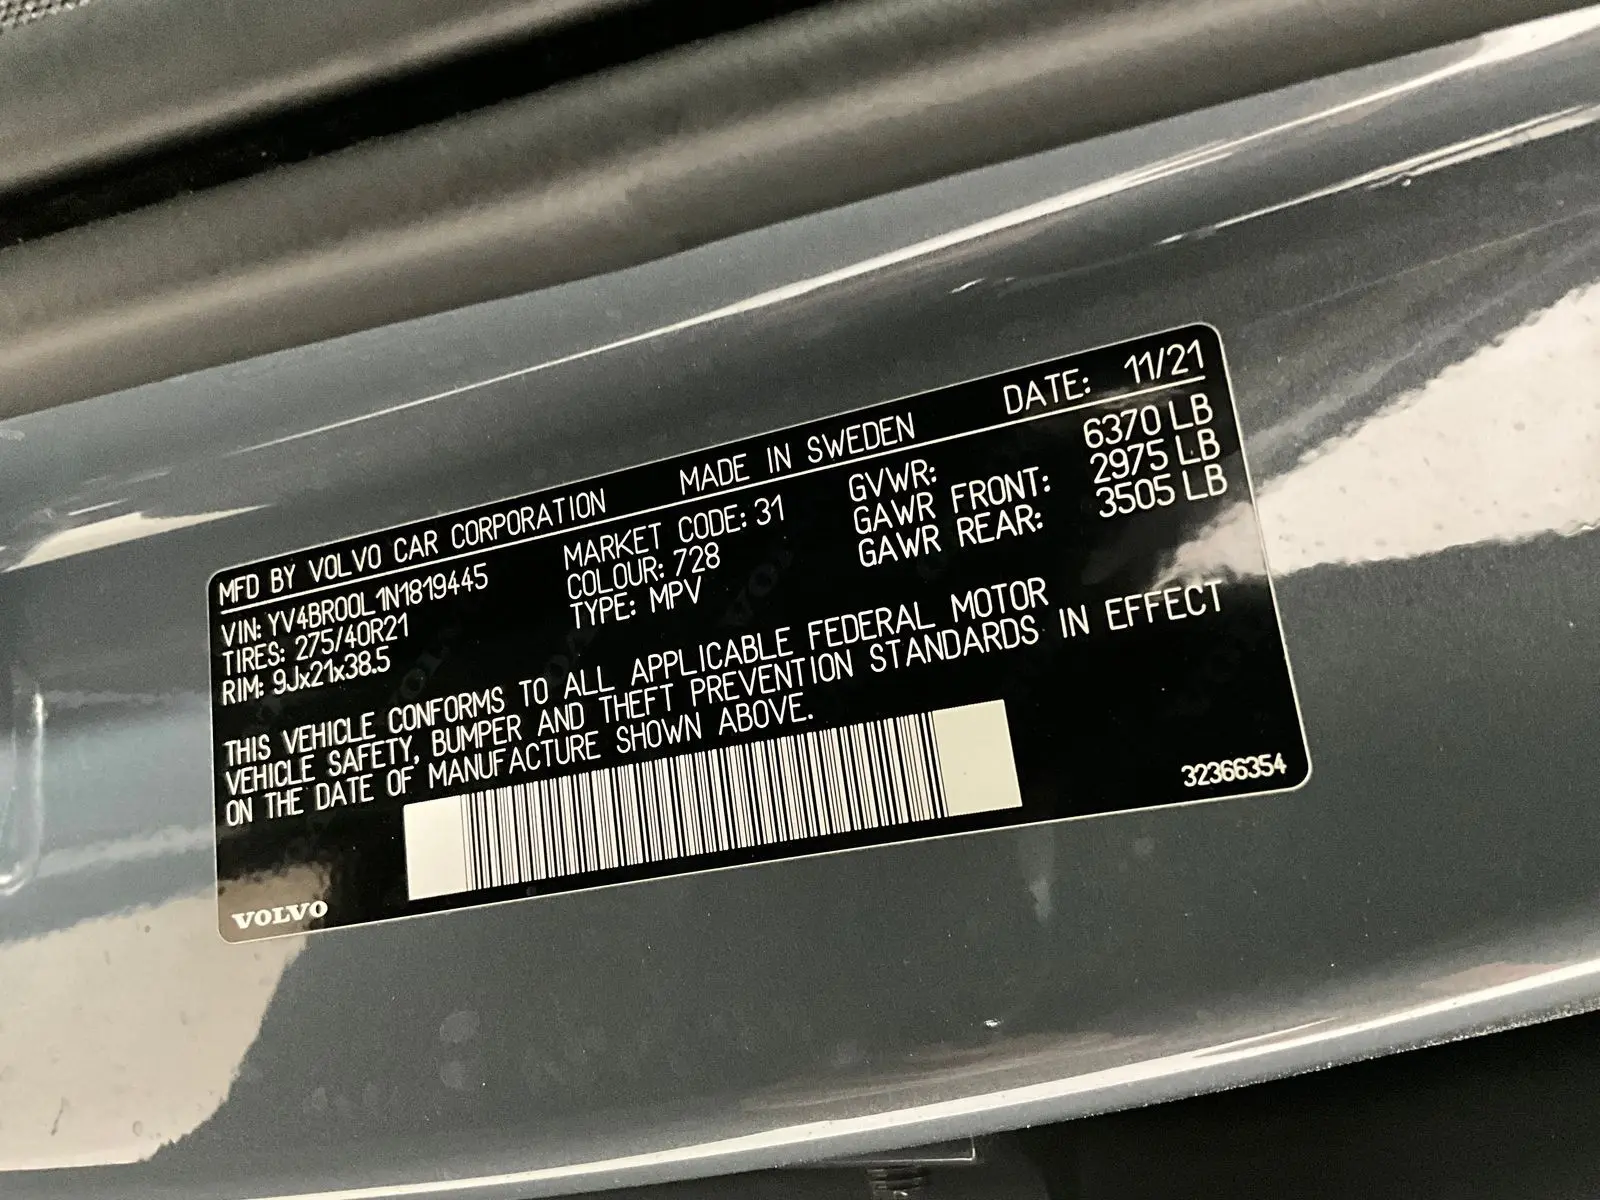 MFD BY VOLVO CAR CORPORATION MADE IN SWEDEN DATE: 11/21
VIN: YV4BR00L1N1819445 MARKET CODE: 31 GVWR: 6370 LB
TIRES: 275/40R21 COLOUR: 728 GAWR FRONT: 2975 LB
RIM: 9Jx21x38.5 TYPE: MPV GAWR REAR: 3505 LB
THIS VEHICLE CONFORMS TO ALL APPLICABLE FEDERAL MOTOR
VEHICLE SAFETY, BUMPER AND THEFT PREVENTION STANDARDS IN EFFECT
ON THE DATE OF MANUFACTURE SHOWN ABOVE.
32366354
VOLVO